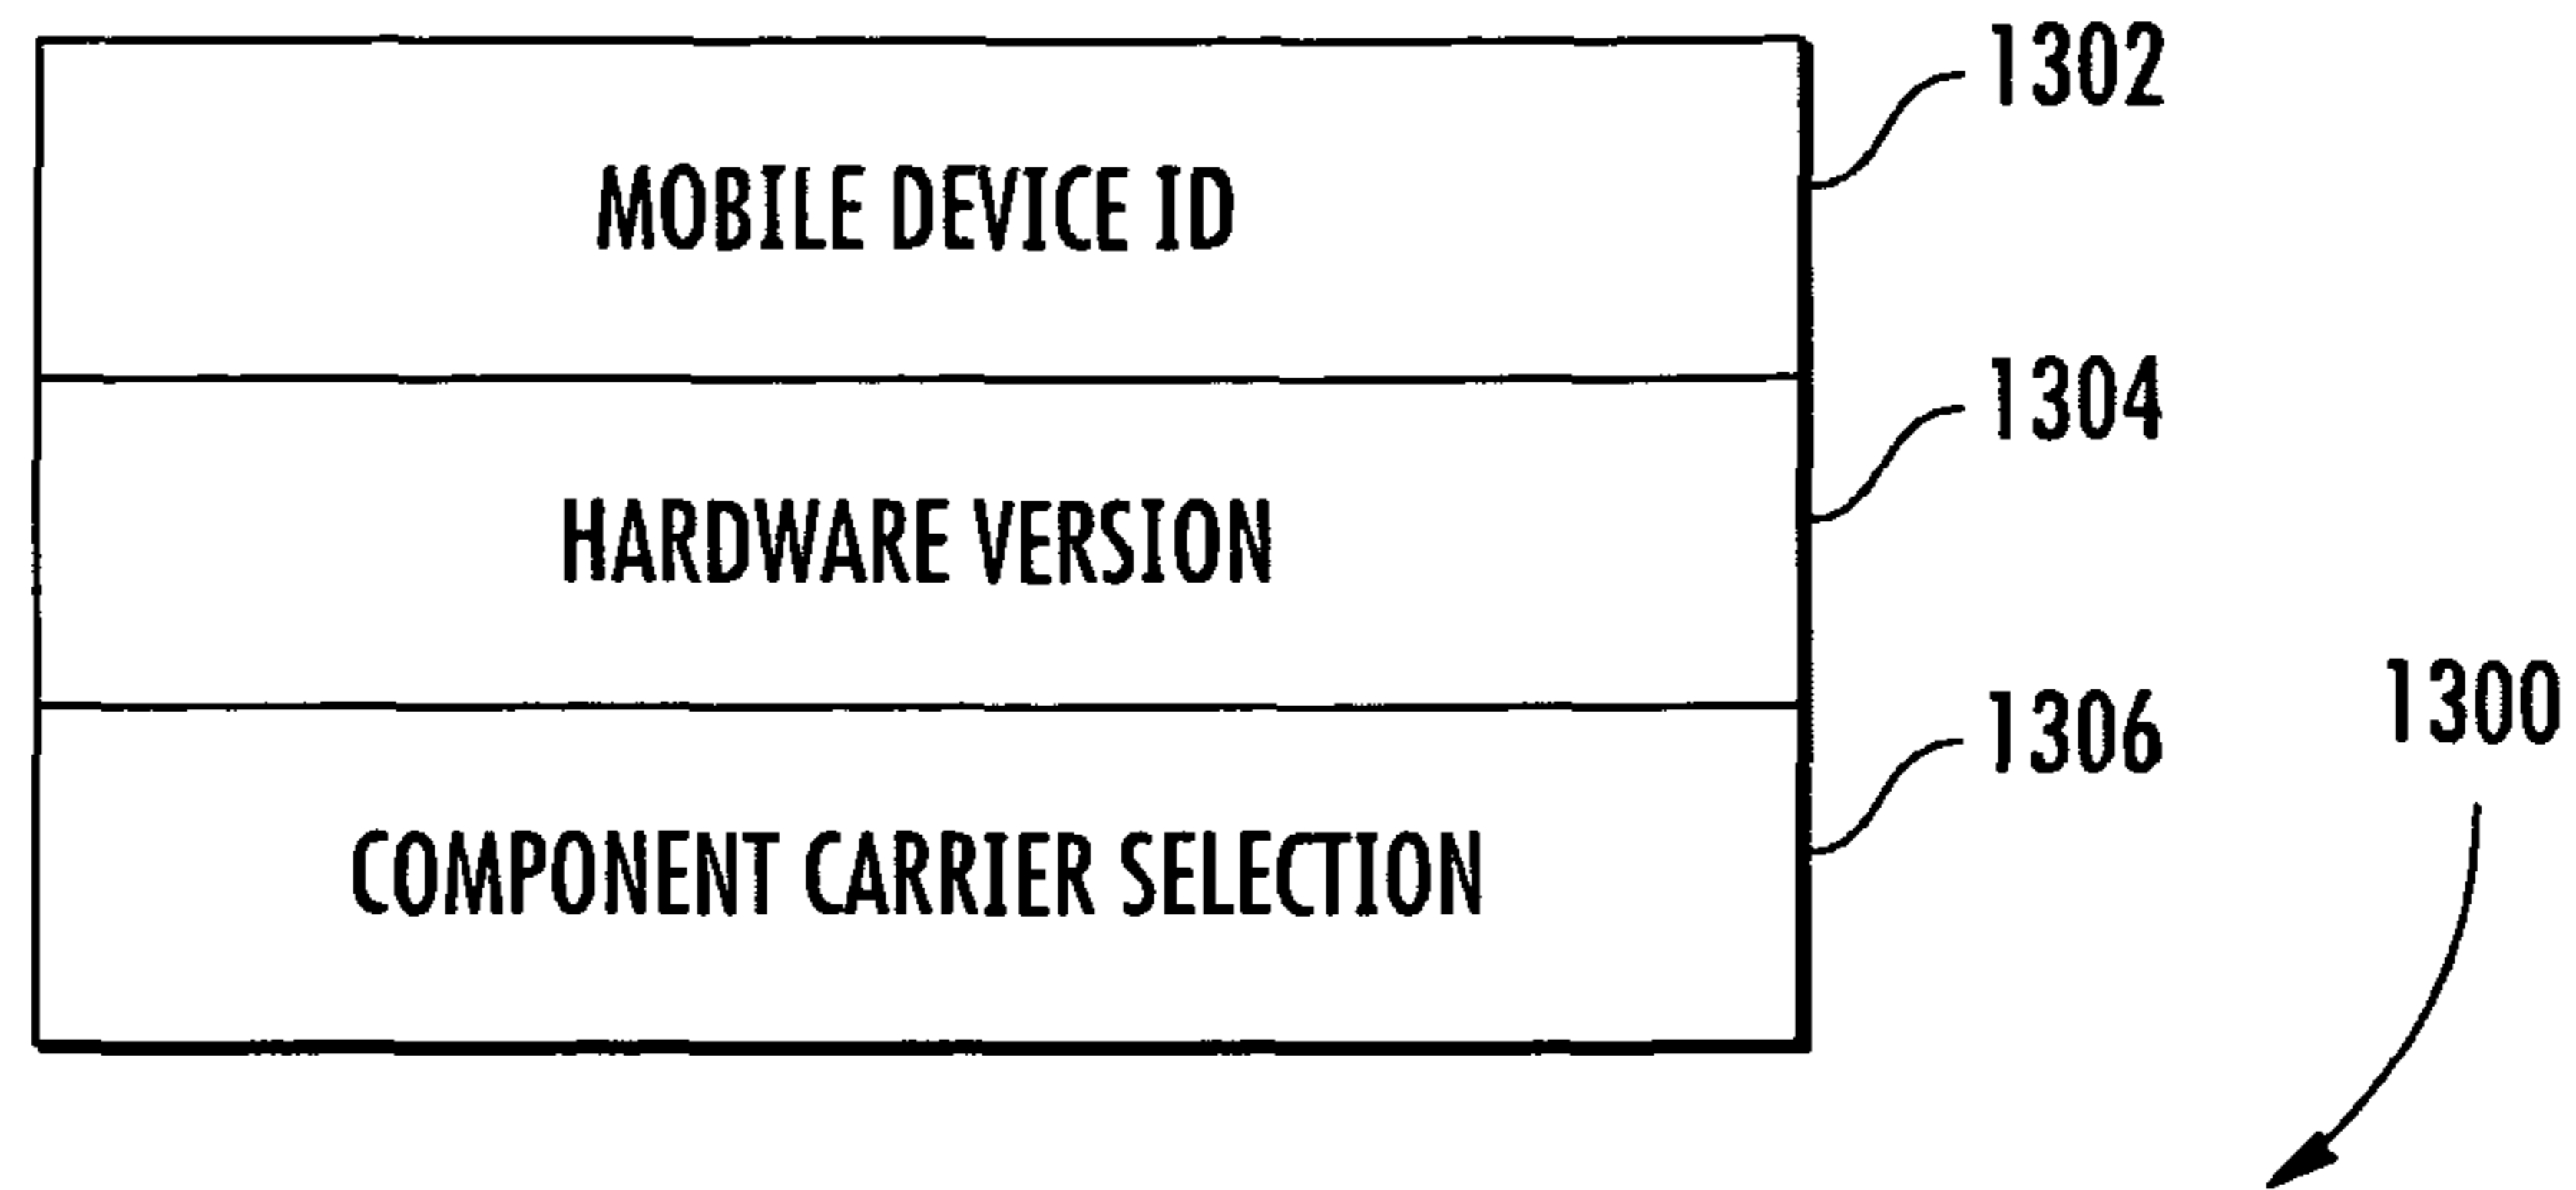 1302
MOBILE DEVICE ID
1304
HARDWARE VERSION
1306
1300
COMPONENT CARRIER SELECTION